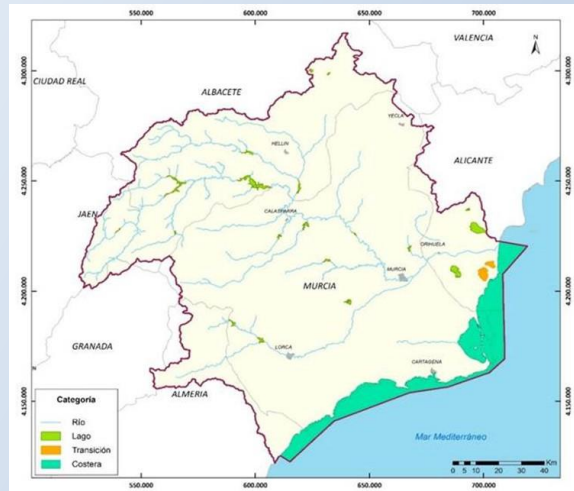 550.000 600.000 650.000 700.000
N
VALENCIA
4.300.000 4.300.000
CIUDAD REAL
ALBACETE
YECLA
HELLIN
ALICANTE
4.250.000 4.250.000
JAEN
CALASPARRA
ORIHUELA
MURCIA
4.200.000 4.200.000
MURCIA
GRANADA
LORCA
CARTAGENA
ALMERIA
4.150.000 4.150.000
Categoría
Río
Lago
Transición
Costera
Mar Mediterráneo
0 5 10 20 30 40 Km
550.000 600.000 650.000 700.000